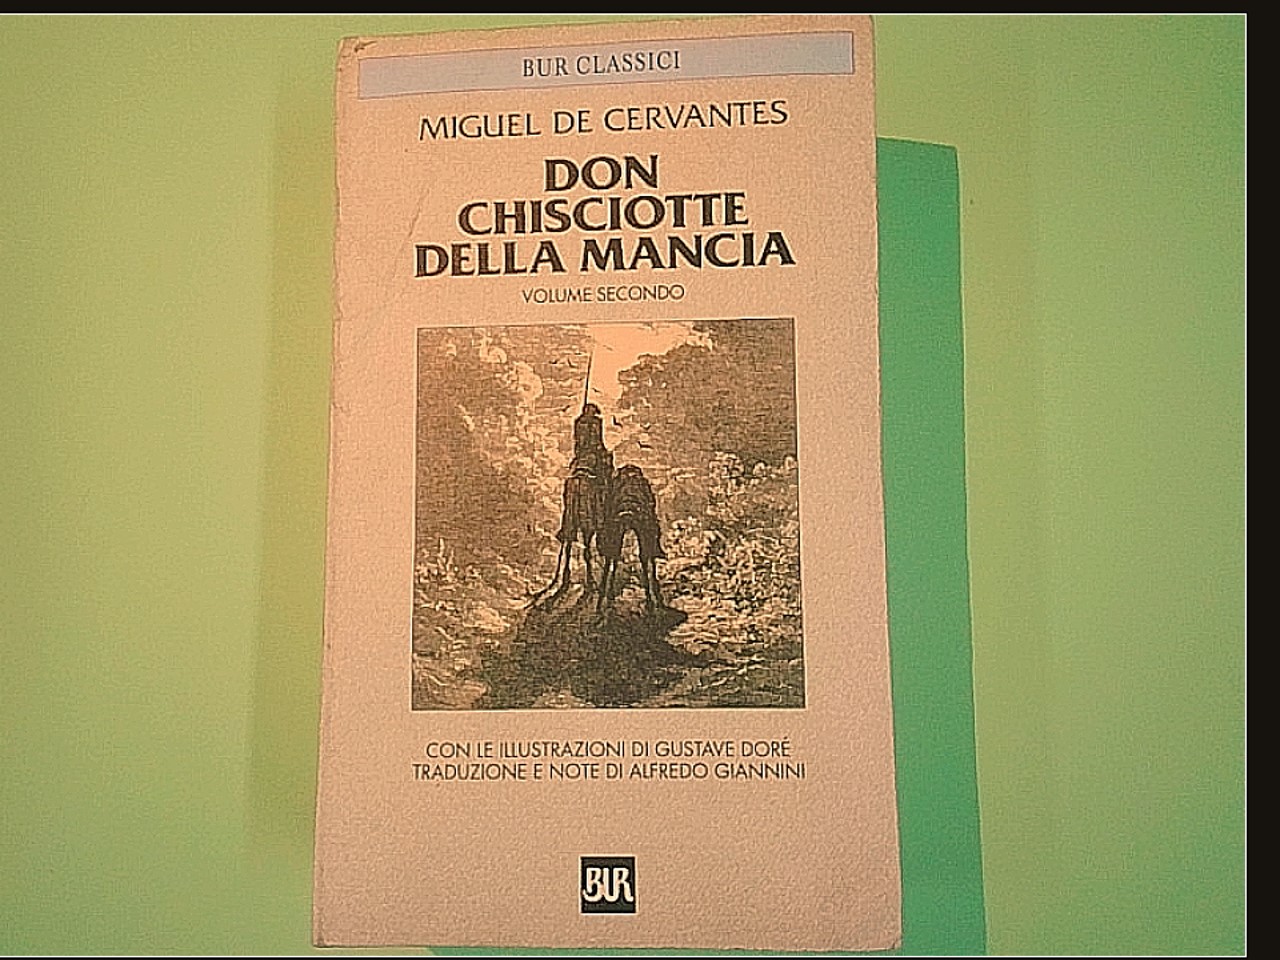 BUR CLASSICI
MIGUEL DE CERVANTES
DON
CHISCIOTTE
DELLA MANCIA
VOLUME SECONDO
CON LE ILLUSTRAZIONI DI GUSTAVE DORÉ
TRADUZIONE E NOTE DI ALFREDO GIANNINI
BUR